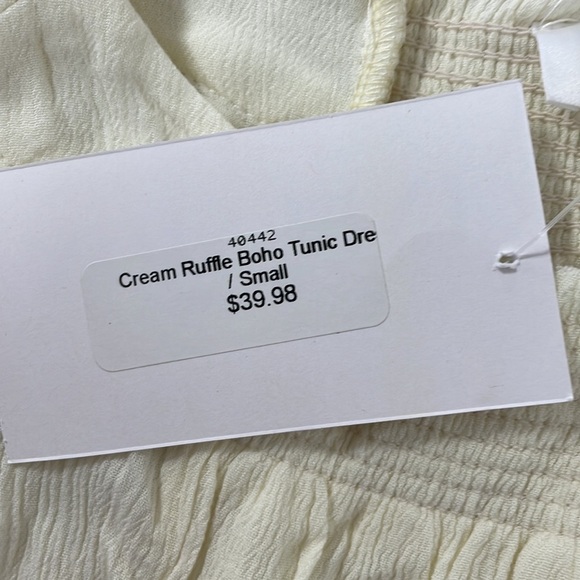 40442
Cream Ruffle Boho Tunic Dre
/ Small
$39.98